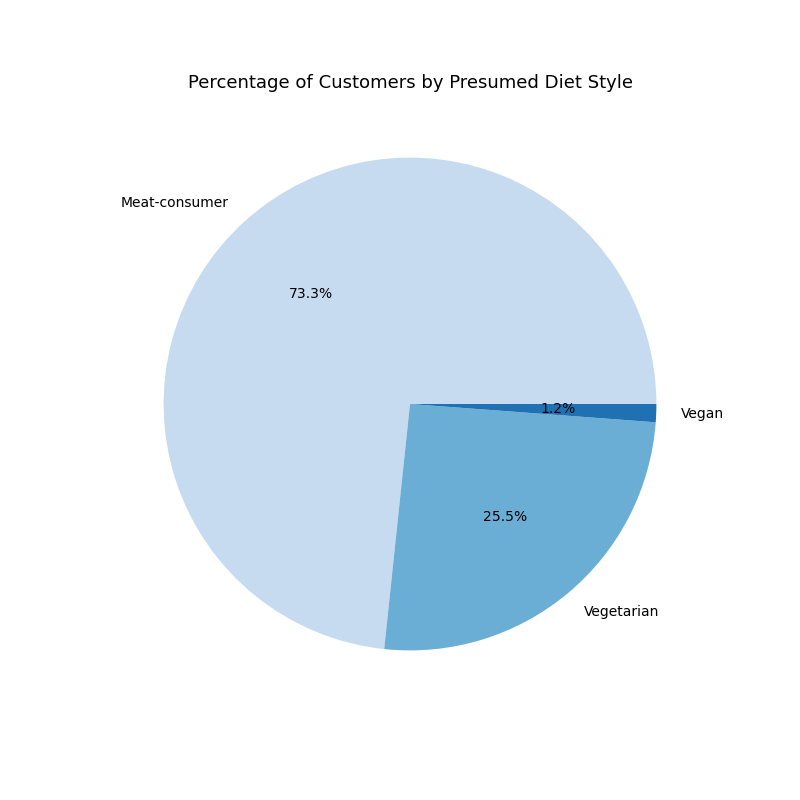 Percentage of Customers by Presumed Diet Style
Meat-consumer
73.3%
1.2%
Vegan
25.5%
Vegetarian